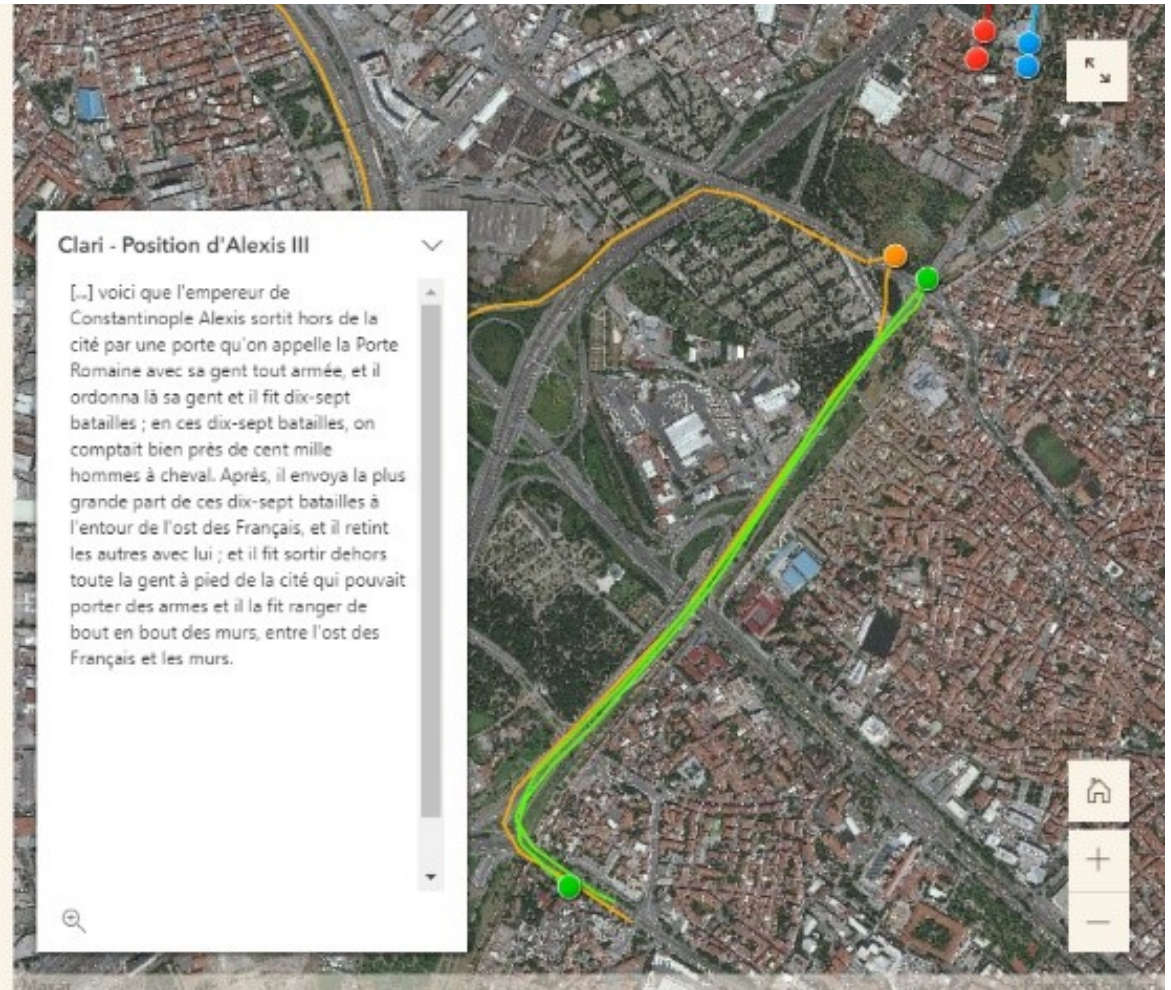 Clari - Position d'Alexis III
[...] voici que l'empereur de
Constantinople Alexis sortit hors de la
cité par une porte qu'on appelle la Porte
Romaine avec sa gent tout armée, et il
ordonna là sa gent et il fit dix-sept
batailles ; en ces dix-sept batailles, on
comptait bien près de cent mille
hommes à cheval. Après, il envoya la plus
grande part de ces dix-sept batailles à
l'entour de l'ost des Français, et il retint
les autres avec lui ; et il fit sortir dehors
toute la gent à pied de la cité qui pouvait
porter des armes et il la fit ranger de
bout en bout des murs, entre l'ost des
Français et les murs.